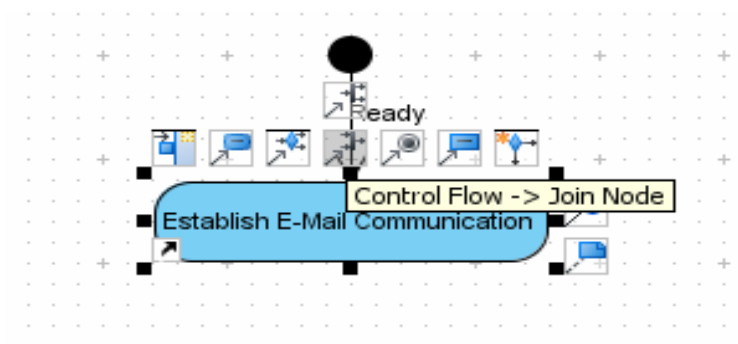 Ready
Control Flow -> Join Node
Establish E-Mail Communication